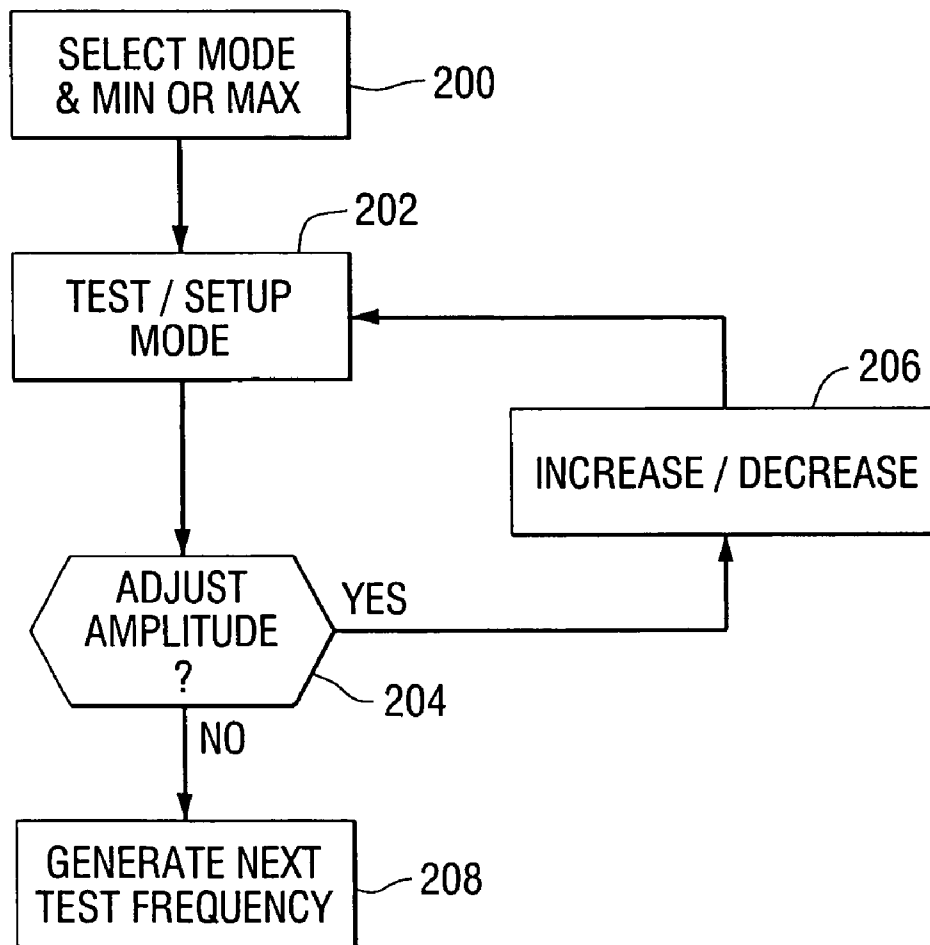 SELECT MODE
& MIN OR MAX
200
202
TEST / SETUP
MODE
206
INCREASE / DECREASE
ADJUST
AMPLITUDE
?
YES
204
NO
GENERATE NEXT
TEST FREQUENCY
208